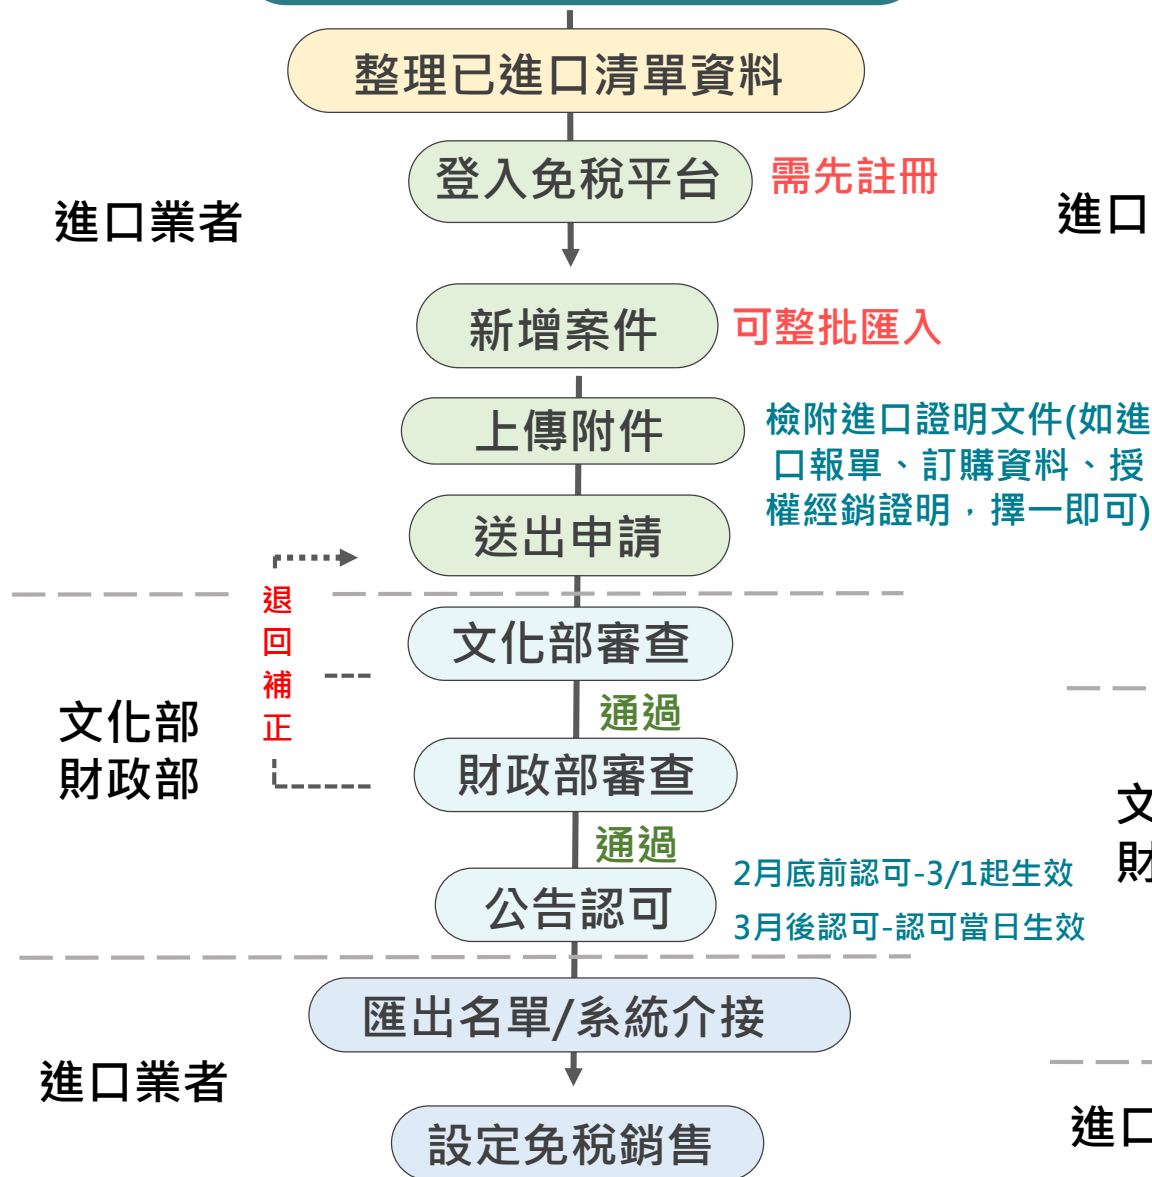 整理已進口清單資料
登入免稅平台
需先註冊
進口業者
進口
新增案件
可整批匯入
上傳附件
檢附進口證明文件(如進
口報單、訂購資料、授
權經銷證明，擇一即可)
送出申請
退
回
補
正
文化部審查
通過
文化部
財政部
財政部審查
文
財
通過
公告認可
2月底前認可-3/1起生效
3月後認可-認可當日生效
匯出名單/系統介接
進口業者
進口
設定免稅銷售